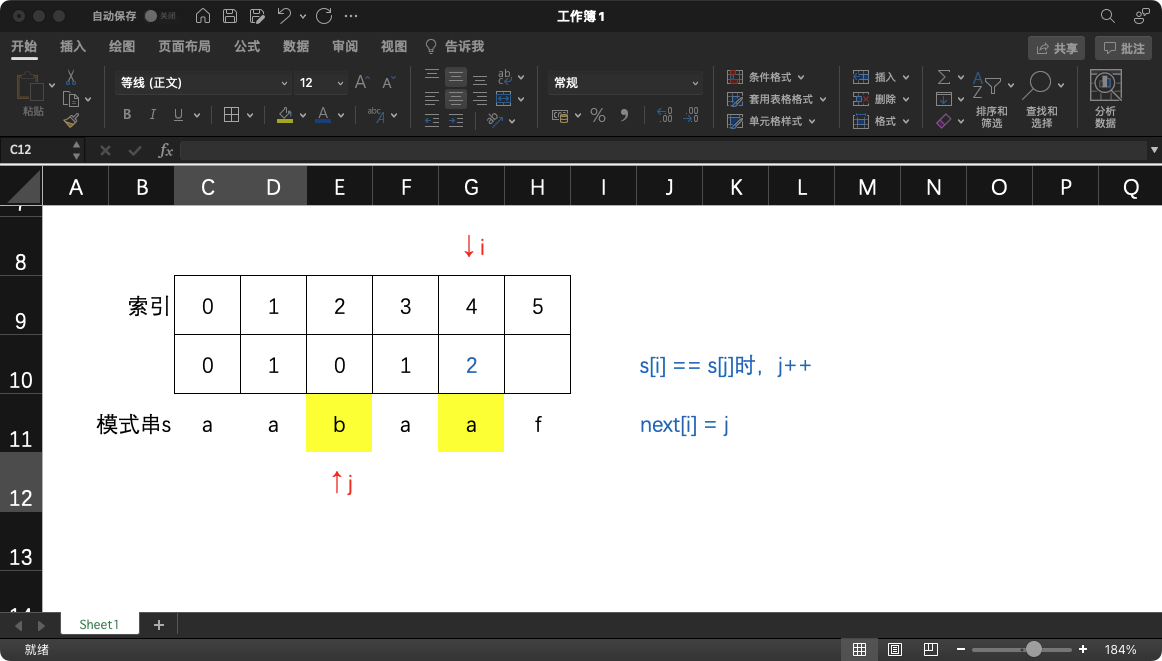 自动保存 关闭 工作簿1
开始 插入 绘图 页面布局 公式 数据 审阅 视图 告诉我 共享 批注
粘贴 等线 (正文) 12 常规 条件格式 插入
套用表格格式 删除
B I U A 单元格样式 格式
排序和筛选 查找和选择 分析数据
C12 fx
A B C D E F G H I J K L M N O P Q
8 ↓i
9 索引 0 1 2 3 4 5
10 0 1 0 1 2 s[i] == s[j]时，j++
11 模式串s a a b a a f next[i] = j
12 ↑j
13
14
Sheet1 +
就绪 184%